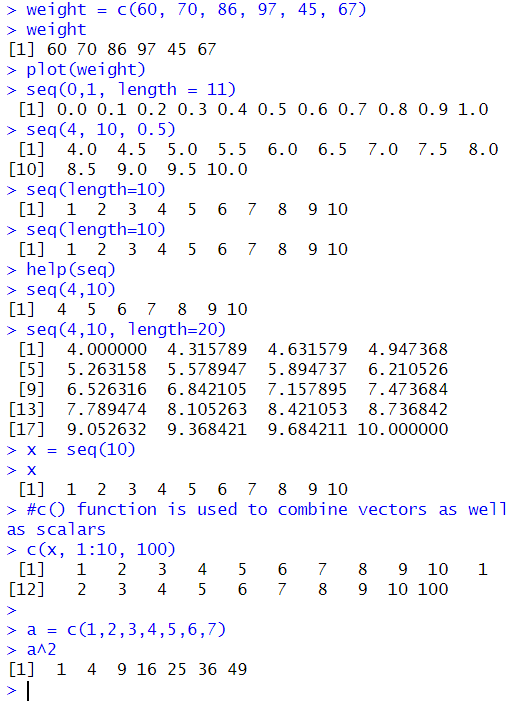 > weight = c(60, 70, 86, 97, 45, 67)
> weight
[1] 60 70 86 97 45 67
> plot(weight)
> seq(0,1, length = 11)
 [1] 0.0 0.1 0.2 0.3 0.4 0.5 0.6 0.7 0.8 0.9 1.0
> seq(4, 10, 0.5)
 [1]  4.0  4.5  5.0  5.5  6.0  6.5  7.0  7.5  8.0
[10]  8.5  9.0  9.5 10.0
> seq(length=10)
 [1]  1  2  3  4  5  6  7  8  9 10
> seq(length=10)
 [1]  1  2  3  4  5  6  7  8  9 10
> help(seq)
> seq(4,10)
[1]  4  5  6  7  8  9 10
> seq(4,10, length=20)
 [1]  4.000000  4.315789  4.631579  4.947368
 [5]  5.263158  5.578947  5.894737  6.210526
 [9]  6.526316  6.842105  7.157895  7.473684
[13]  7.789474  8.105263  8.421053  8.736842
[17]  9.052632  9.368421  9.684211 10.000000
> x = seq(10)
> x
 [1]  1  2  3  4  5  6  7  8  9 10
> #c() function is used to combine vectors as well
as scalars
> c(x, 1:10, 100)
 [1]   1   2   3   4   5   6   7   8   9  10   1
[12]   2   3   4   5   6   7   8   9  10 100
>
> a = c(1,2,3,4,5,6,7)
> a^2
[1]  1  4  9 16 25 36 49
>